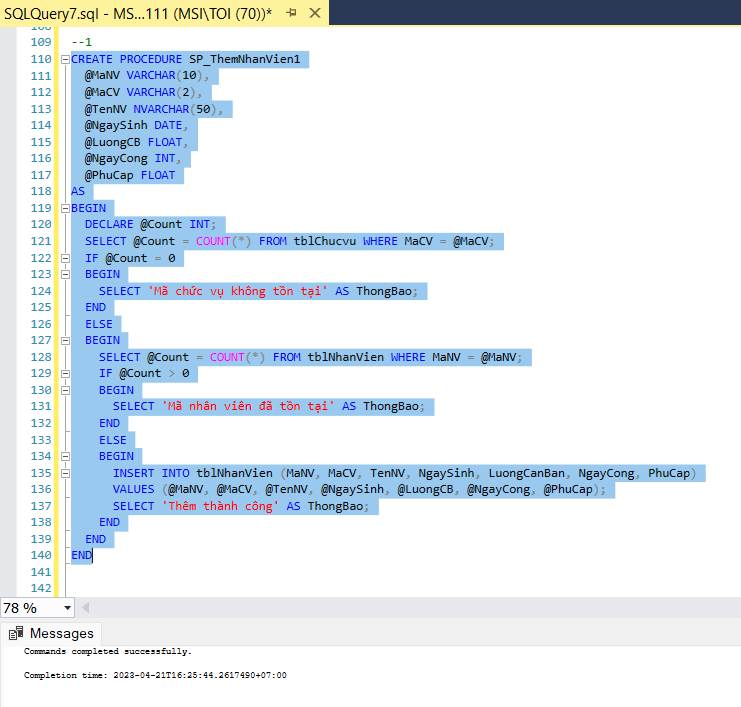 SQLQuery7.sql - MS...111 (MSI\TOI (70))*
108
109 --1
110 CREATE PROCEDURE SP_ThemNhanVien1
111 @MaNV VARCHAR(10),
112 @MaCV VARCHAR(2),
113 @TenNV NVARCHAR(50),
114 @NgaySinh DATE,
115 @LuongCB FLOAT,
116 @NgayCong INT,
117 @PhuCap FLOAT
118 AS
119 BEGIN
120 DECLARE @Count INT;
121 SELECT @Count = COUNT(*) FROM tblChucvu WHERE MaCV = @MaCV;
122 IF @Count = 0
123 BEGIN
124 SELECT 'Mã chức vụ không tồn tại' AS ThongBao;
125 END
126 ELSE
127 BEGIN
128 SELECT @Count = COUNT(*) FROM tblNhanVien WHERE MaNV = @MaNV;
129 IF @Count > 0
130 BEGIN
131 SELECT 'Mã nhân viên đã tồn tại' AS ThongBao;
132 END
133 ELSE
134 BEGIN
135 INSERT INTO tblNhanVien (MaNV, MaCV, TenNV, NgaySinh, LuongCanBan, NgayCong, PhuCap)
136 VALUES (@MaNV, @MaCV, @TenNV, @NgaySinh, @LuongCB, @NgayCong, @PhuCap);
137 SELECT 'Thêm thành công' AS ThongBao;
138 END
139 END
140 END
141
142
78 %
Messages
Commands completed successfully.
Completion time: 2023-04-21T16:25:44.2617490+07:00